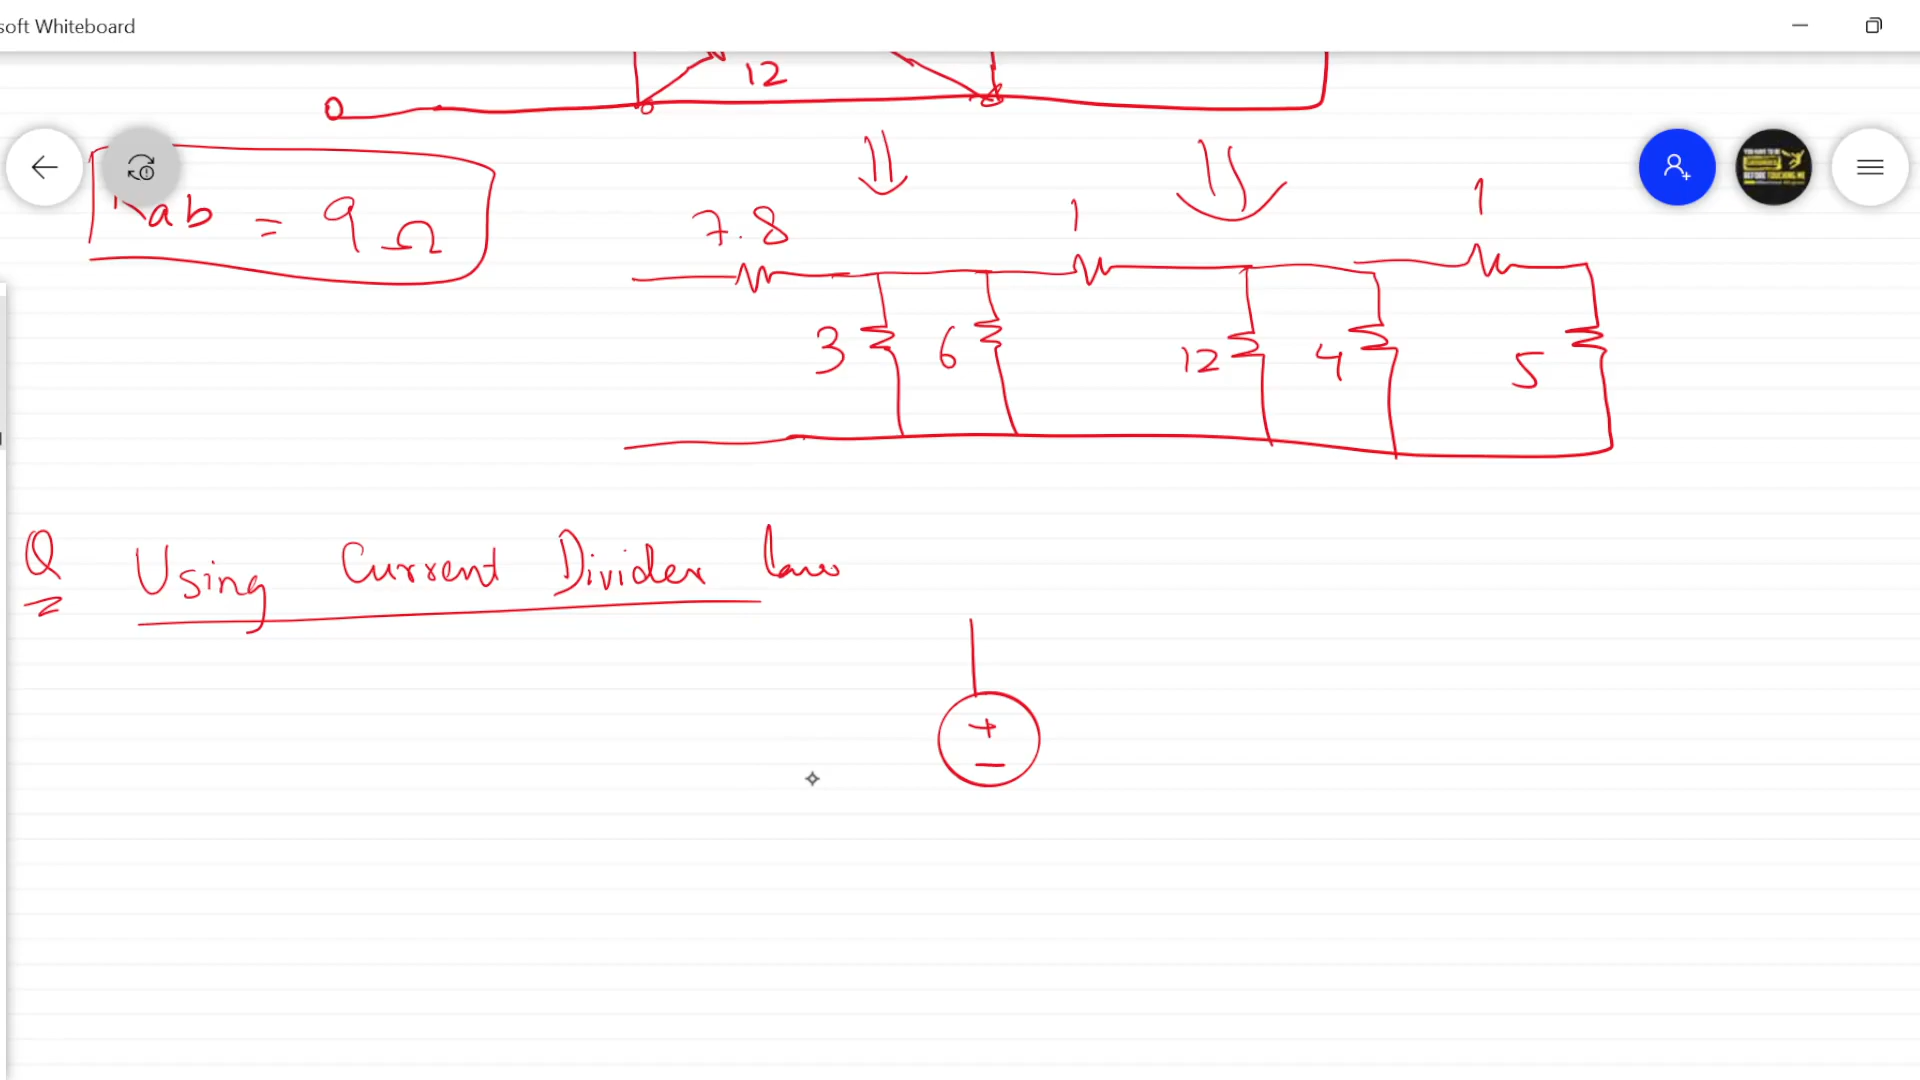 soft Whiteboard
12
Rab = 9 Ω
7.8 1 1
3 6 12 4 5
Q Using Current Divider law
+
−